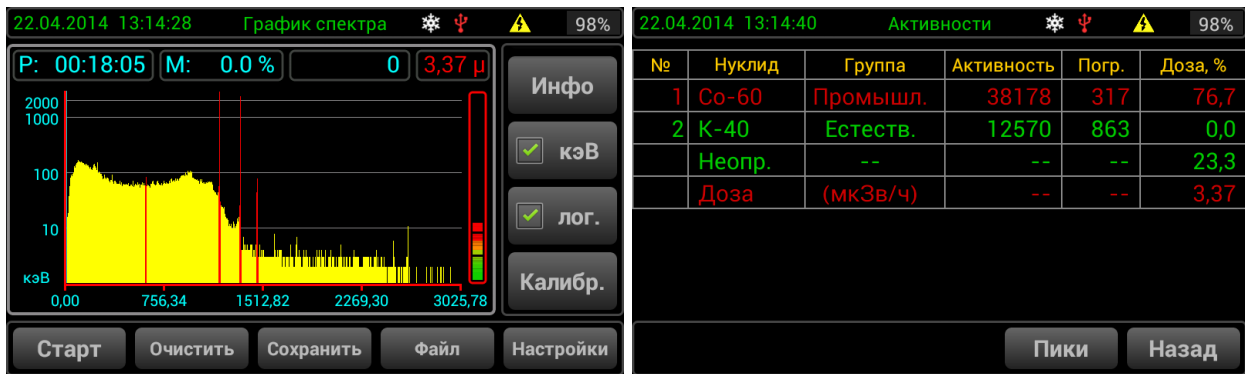 22.04.2014 13:14:28 График спектра 98%
P: 00:18:05 M: 0.0 % 0 3,37 μ
2000
1000
100
10
кэВ
0,00 756,34 1512,82 2269,30 3025,78
Инфо
кэВ
лог.
Калибр.
Старт Очистить Сохранить Файл Настройки
22.04.2014 13:14:40 Активности 98%
№ Нуклид Группа Активность Погр. Доза, %
1 Co-60 Промышл. 38178 317 76,7
2 K-40 Естеств. 12570 863 0,0
Неопр. -- -- -- 23,3
Доза (мкЗв/ч) -- -- 3,37
Пики Назад